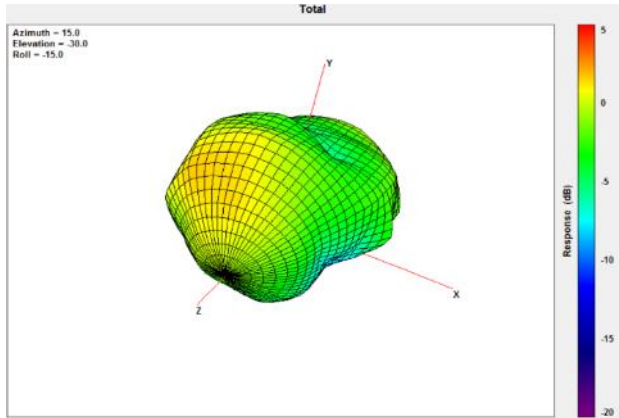 Total
Azimuth = 15.0
Elevation = -30.0
Roll = -15.0
Y
X
Z
Response (dB)
5
0
-5
-10
-15
-20